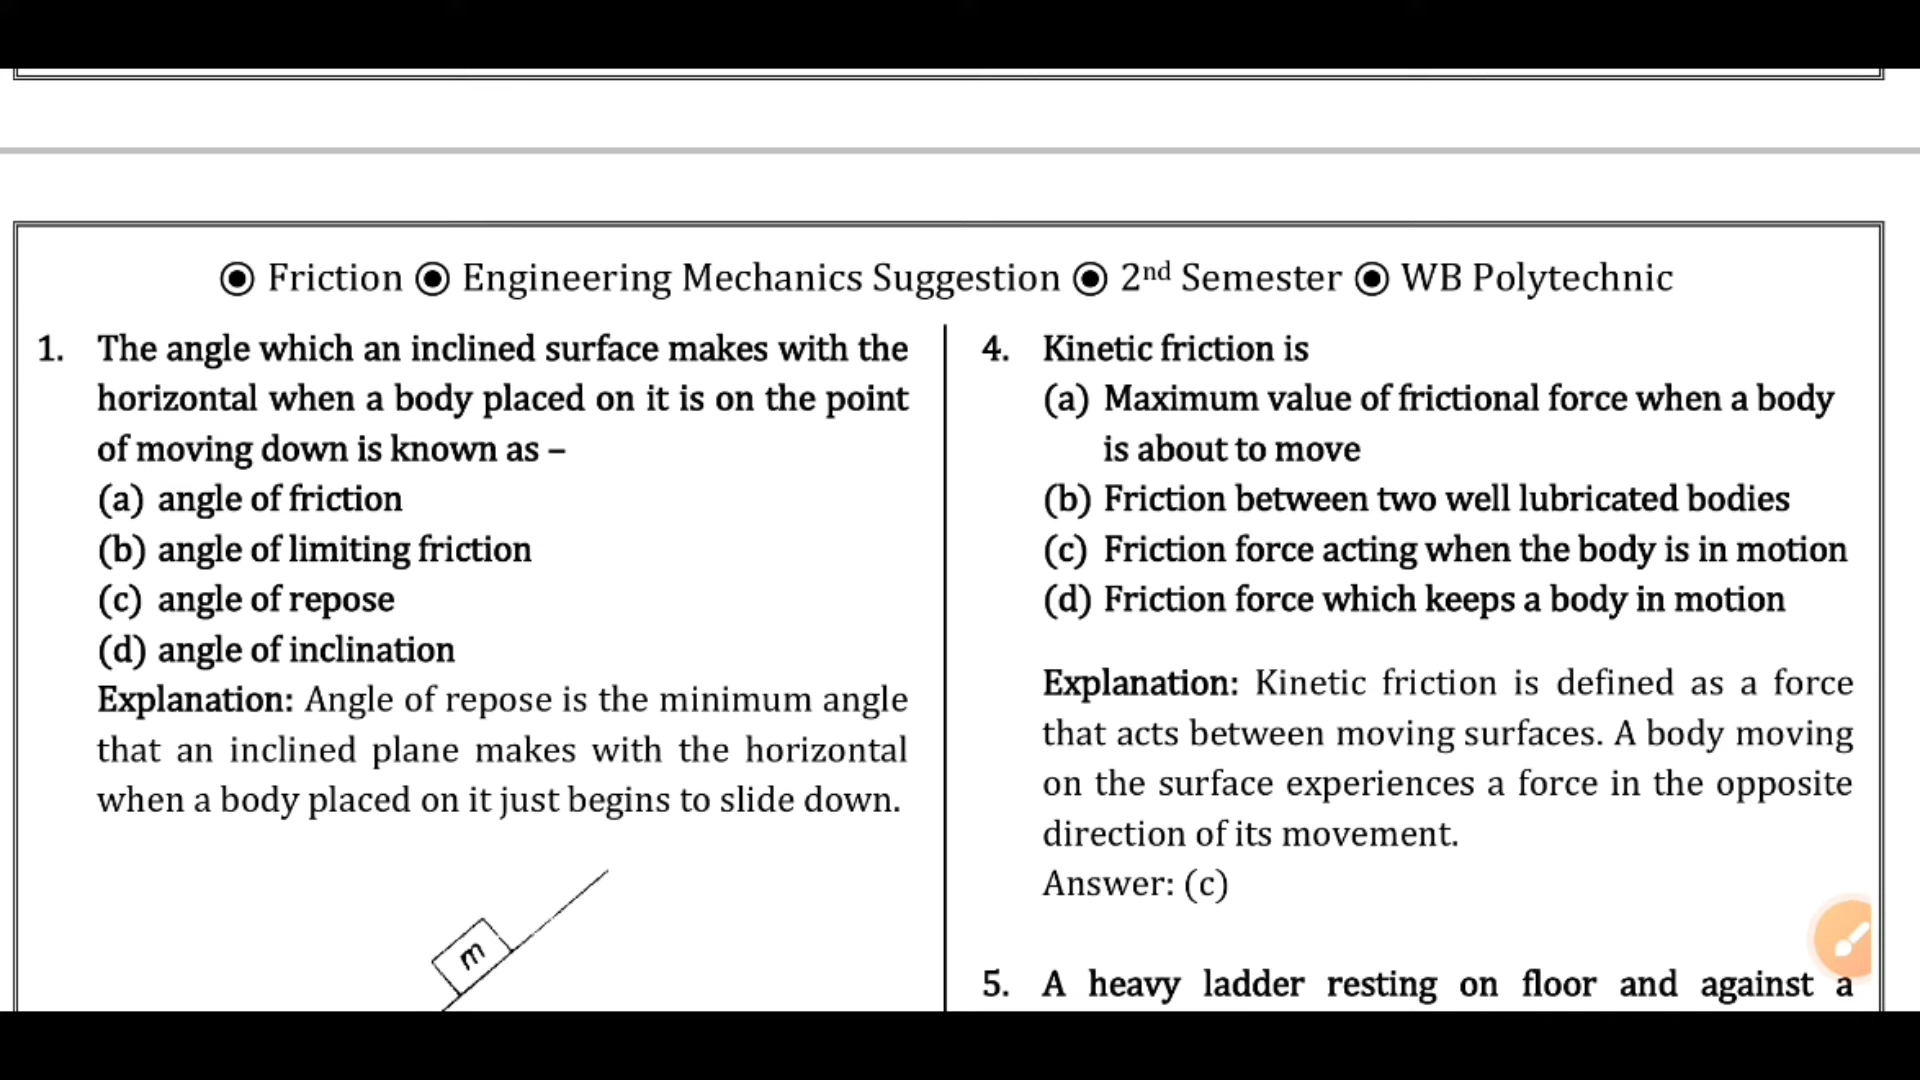 ◉ Friction ◉ Engineering Mechanics Suggestion ◉ 2nd Semester ◉ WB Polytechnic
1. The angle which an inclined surface makes with the
horizontal when a body placed on it is on the point
of moving down is known as –
(a) angle of friction
(b) angle of limiting friction
(c) angle of repose
(d) angle of inclination
Explanation: Angle of repose is the minimum angle
that an inclined plane makes with the horizontal
when a body placed on it just begins to slide down.
m
4. Kinetic friction is
(a) Maximum value of frictional force when a body
is about to move
(b) Friction between two well lubricated bodies
(c) Friction force acting when the body is in motion
(d) Friction force which keeps a body in motion
Explanation: Kinetic friction is defined as a force
that acts between moving surfaces. A body moving
on the surface experiences a force in the opposite
direction of its movement.
Answer: (c)
5. A heavy ladder resting on floor and against a